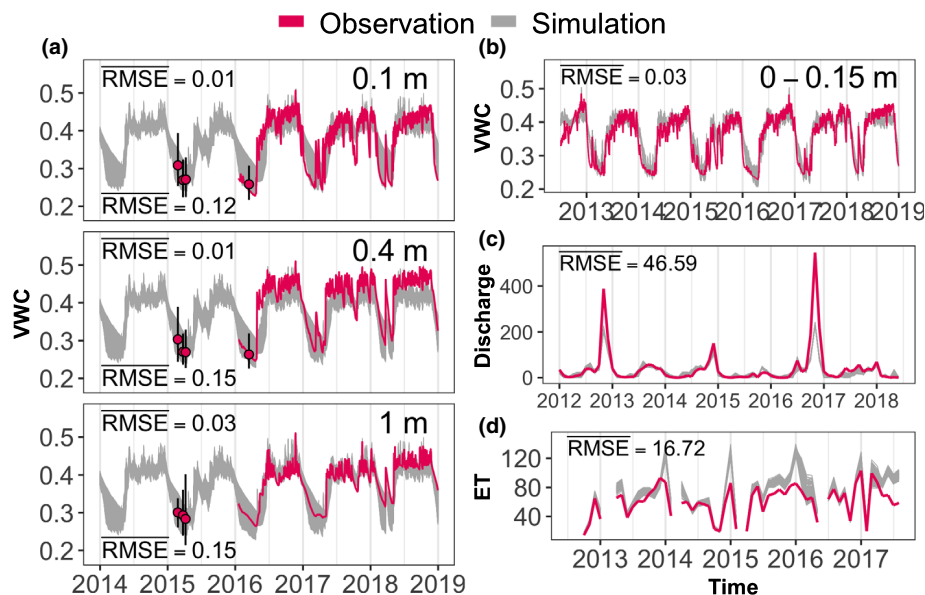 Observation Simulation
(a)
RMSE = 0.01
0.1 m
0.5
0.4
0.3
0.2
RMSE = 0.12
RMSE = 0.01
0.4 m
0.5
0.4
0.3
0.2
RMSE = 0.15
VWC
RMSE = 0.03
1 m
0.5
0.4
0.3
0.2
RMSE = 0.15
2014 2015 2016 2017 2018 2019
(b)
RMSE = 0.03
0 – 0.15 m
VWC
0.5
0.4
0.3
0.2
2013 2014 2015 2016 2017 2018 2019
(c)
RMSE = 46.59
Discharge
400
200
0
2012 2013 2014 2015 2016 2017 2018
(d)
RMSE = 16.72
ET
120
80
40
2013 2014 2015 2016 2017
Time